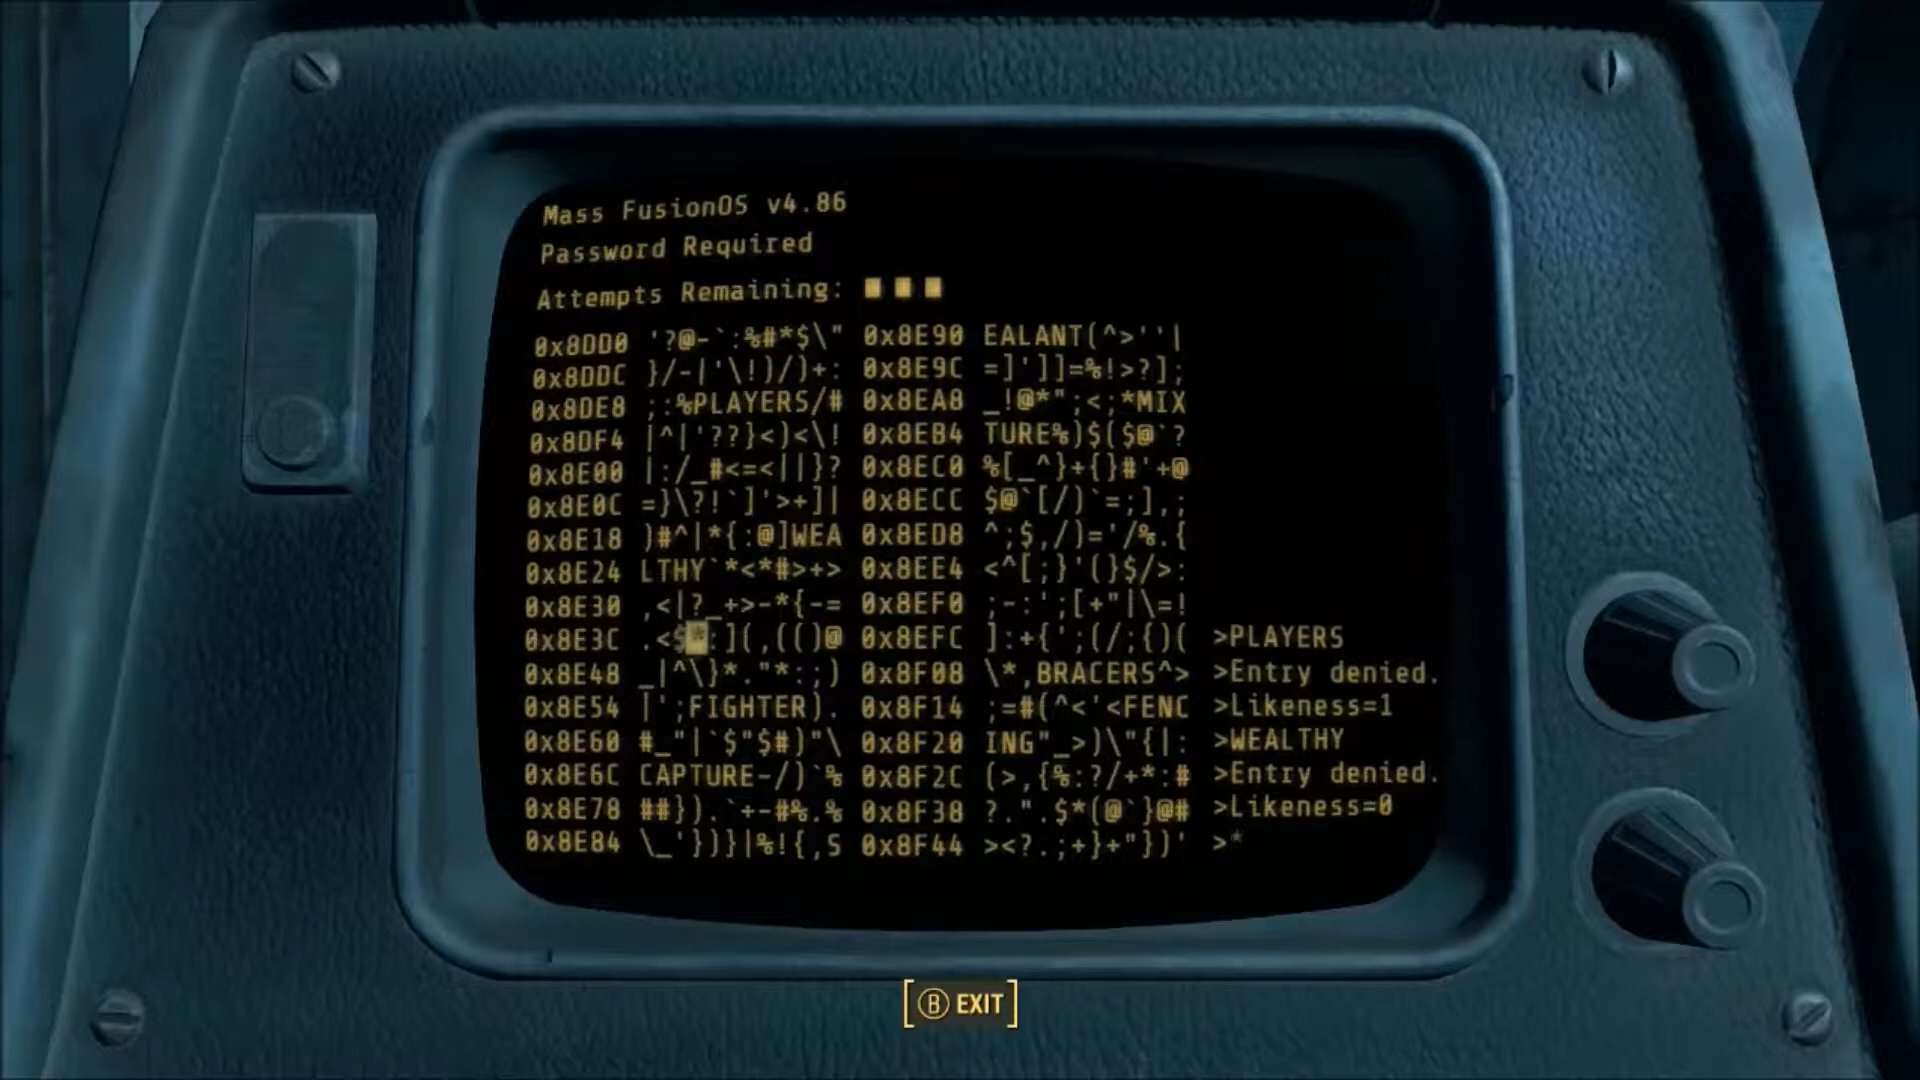 Mass FusionOS v4.86
Password Required
Attempts Remaining: ■ ■ ■
0x8DD0 '?@-`:%#*$\" 0x8E90 EALANT(^>''|
0x8DDC }/-|'\!)/)+: 0x8E9C =]']]=%!>?];
0x8DE8 ;:%PLAYERS/# 0x8EA8 _!@*";<;*MIX
0x8DF4 |^|'??}<)<\! 0x8EB4 TURE%)$($@`?
0x8E00 |:/_#<=<||}? 0x8EC0 %[_^}+{}#'+@
0x8E0C =}\?!`]'>+]| 0x8ECC $@`[/)`=;],;
0x8E18 )#^|*{:@]WEA 0x8ED8 ^;$,/)='/%.{
0x8E24 LTHY`*<*#>+> 0x8EE4 <^[;}'(}$/>:
0x8E30 ,<|?_+>-*{-= 0x8EF0 ;-:';[+"|\=!
0x8E3C .<$*:](,(()@ 0x8EFC ]:+{';(/;{)( >PLAYERS
0x8E48 _|^\}*."*:;) 0x8F08 \*,BRACERS^> >Entry denied.
0x8E54 |';FIGHTER). 0x8F14 ;=#(^<'<FENC >Likeness=1
0x8E60 #_"|`$"$#)"\ 0x8F20 ING"_>)\"{|: >WEALTHY
0x8E6C CAPTURE-/)`% 0x8F2C (>,{%:?/+*:# >Entry denied.
0x8E78 ##}).`+-#%.% 0x8F38 ?.".$*(@`}@# >Likeness=0
0x8E84 \_'})}|%!{,S 0x8F44 ><?.;+}+"})' >*
[Ⓑ EXIT]